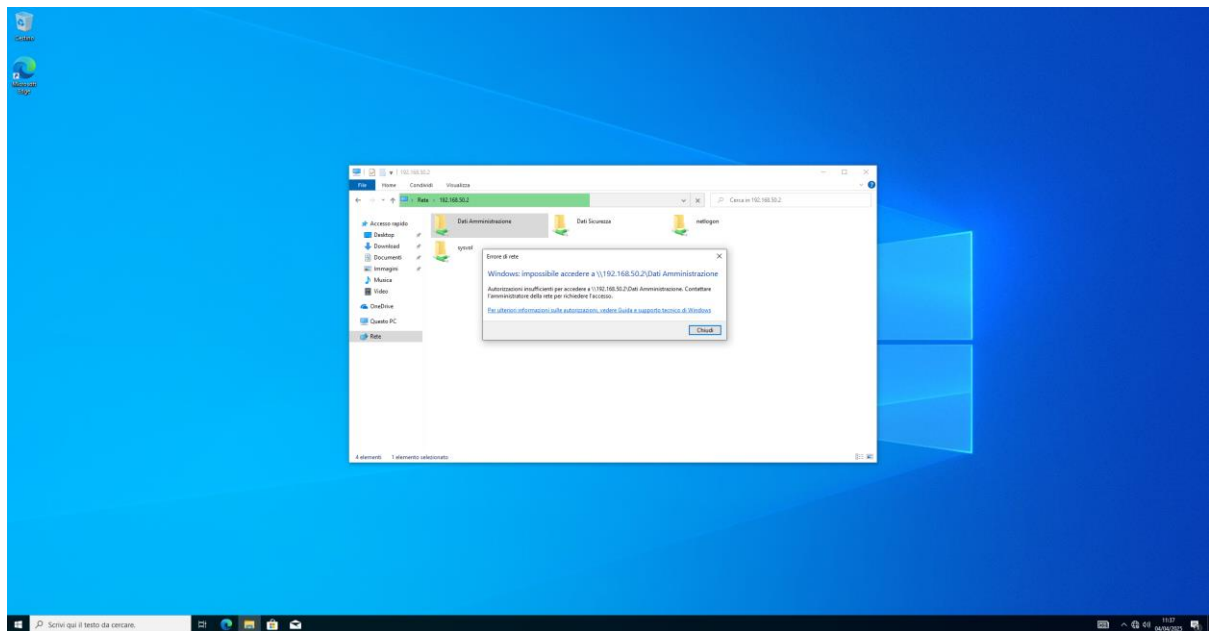 Cestino
Microsoft
Edge
192.168.50.2
File Home Condividi Visualizza
Rete › 192.168.50.2
Cerca in 192.168.50.2
Accesso rapido
Desktop
Download
Documenti
Immagini
Musica
Video
OneDrive
Questo PC
Rete
Dati Amministrazione
Dati Sicurezza
netlogon
sysvol
Errore di rete
Windows: impossibile accedere a \\192.168.50.2\Dati Amministrazione
Autorizzazioni insufficienti per accedere a \\192.168.50.2\Dati Amministrazione. Contattare
l'amministratore della rete per richiedere l'accesso.
Per ulteriori informazioni sulle autorizzazioni, vedere Guida e supporto tecnico di Windows
Chiudi
4 elementi 1 elemento selezionato
Scrivi qui il testo da cercare.
11:37
04/04/2025